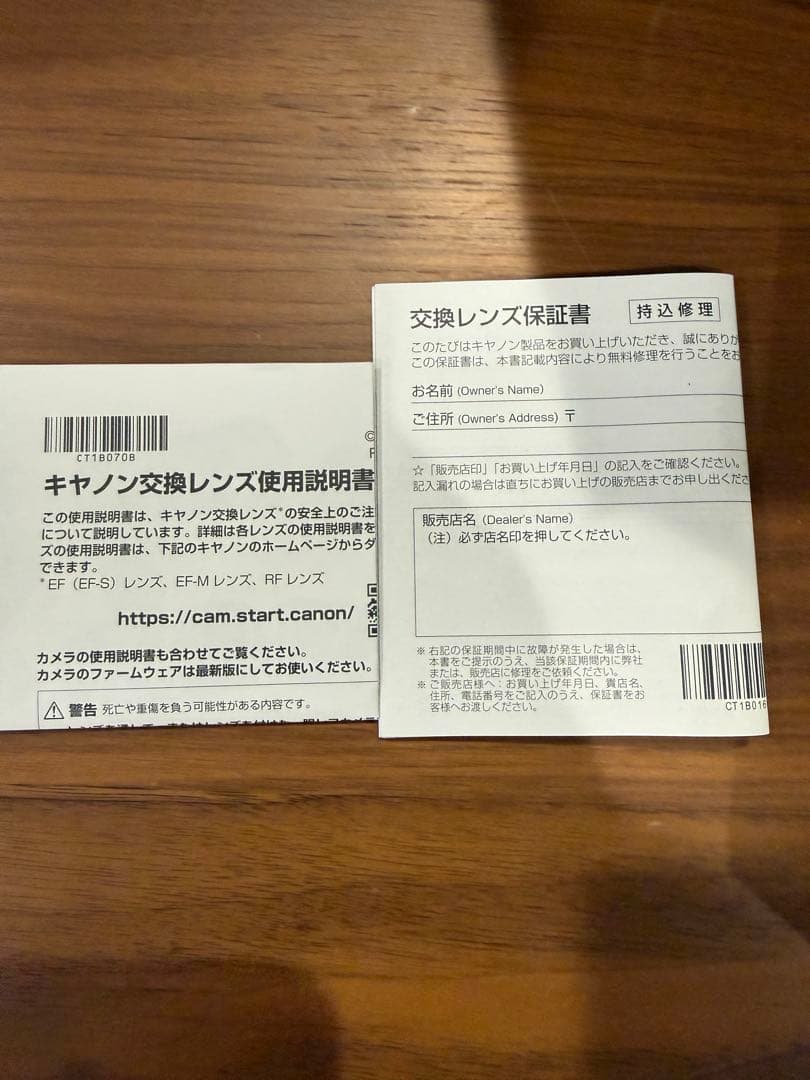 CT1B070B
キヤノン交換レンズ使用説明書
この使用説明書は、キヤノン交換レンズ*の安全上のご注
について説明しています。詳細は各レンズの使用説明書を
ズの使用説明書は、下記のキヤノンのホームページからダ
できます。
*EF(EF-S)レンズ、EF-M レンズ、RF レンズ
https://cam.start.canon/
カメラの使用説明書も合わせてご覧ください。
カメラのファームウェアは最新版にしてお使いください。
警告 死亡や重傷を負う可能性がある内容です。
交換レンズ保証書 持込修理
このたびはキヤノン製品をお買い上げいただき、誠にありが
この保証書は、本書記載内容により無料修理を行うことをお
お名前 (Owner's Name)
ご住所 (Owner's Address) 〒
☆「販売店印」「お買い上げ年月日」の記入をご確認ください。
記入漏れの場合は直ちにお買い上げの販売店までお申し出くださ
販売店名 (Dealer's Name)
(注)必ず店名印を押してください。
※右記の保証期間中に故障が発生した場合は、
本書をご提示のうえ、当該保証期間内に弊社
または、販売店に修理をご依頼ください。
※ご販売店様へ:お買い上げ年月日、貴店名、
住所、電話番号をご記入のうえ、保証書をお
客様へお渡しください。
CT1B016